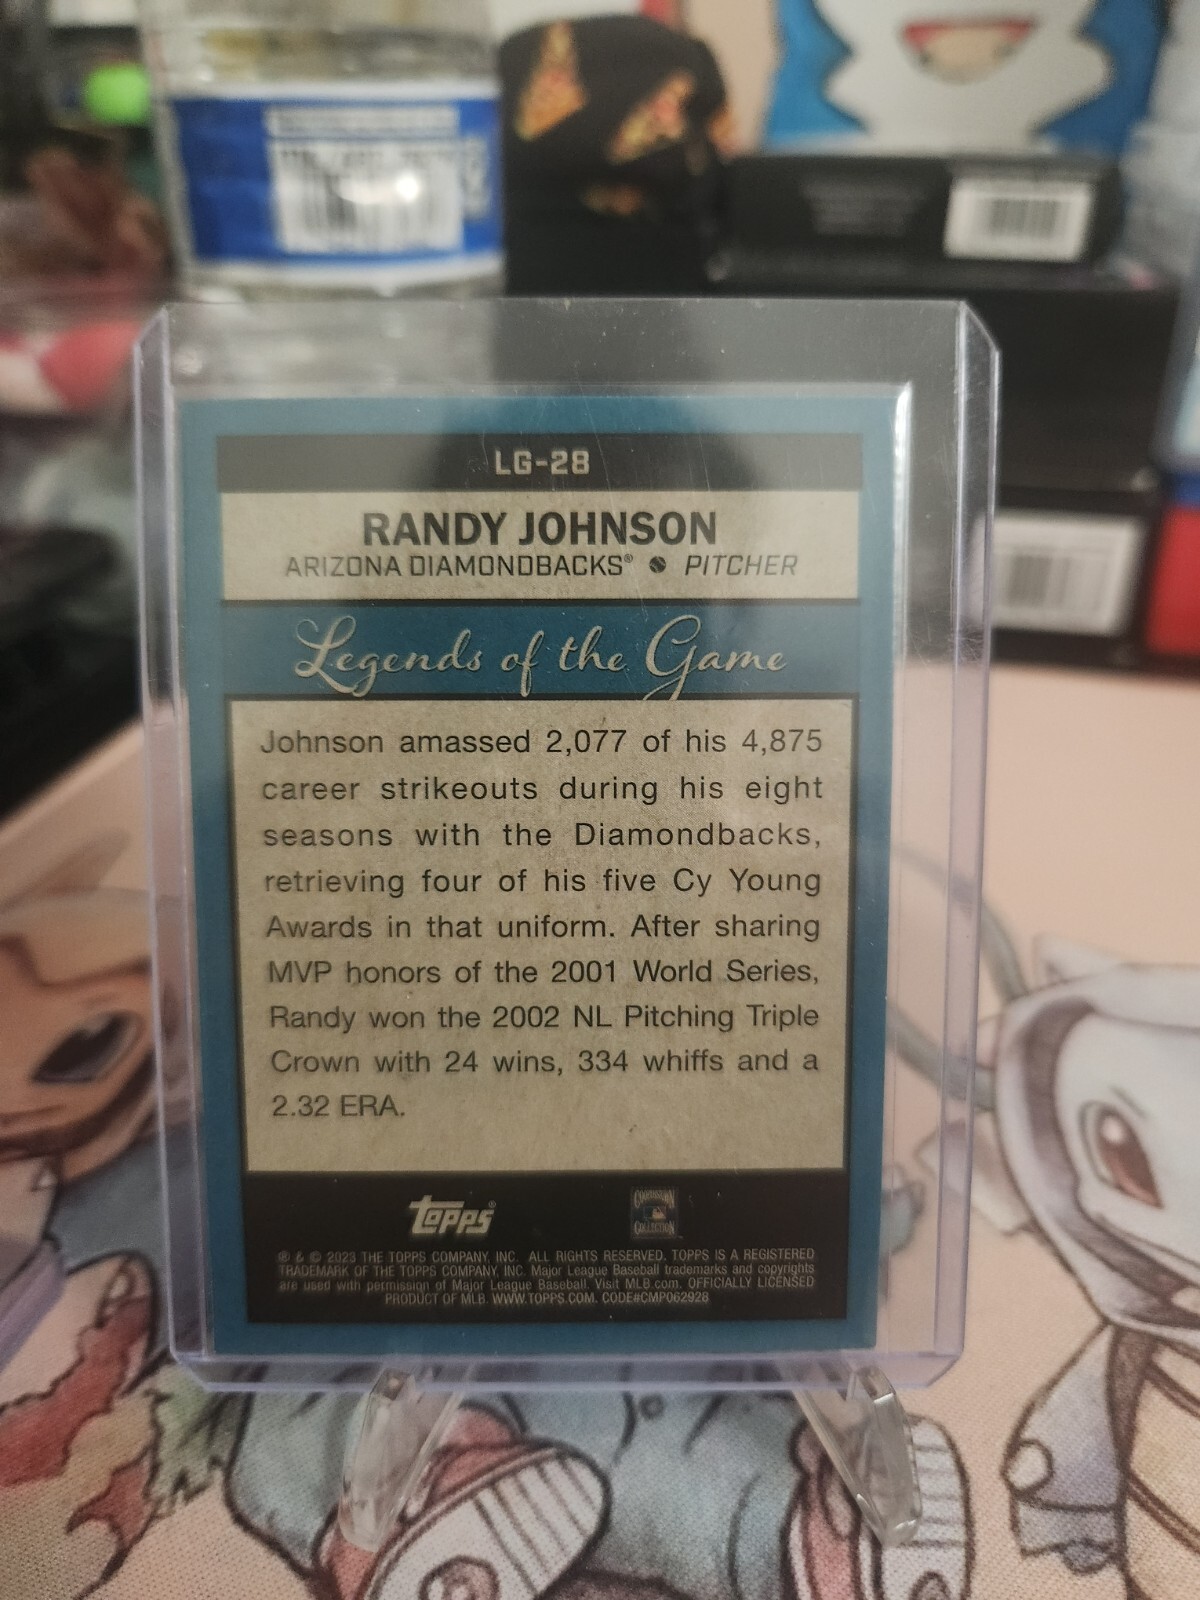 LG-28
RANDY JOHNSON
ARIZONA DIAMONDBACKS® PITCHER
Legends of the Game
Johnson amassed 2,077 of his 4,875
career strikeouts during his eight
seasons with the Diamondbacks,
retrieving four of his five Cy Young
Awards in that uniform. After sharing
MVP honors of the 2001 World Series,
Randy won the 2002 NL Pitching Triple
Crown with 24 wins, 334 whiffs and a
2.32 ERA.
Topps®
COOPERSTOWN
COLLECTION
® & © 2023 THE TOPPS COMPANY, INC. ALL RIGHTS RESERVED. TOPPS IS A REGISTERED
TRADEMARK OF THE TOPPS COMPANY, INC. Major League Baseball trademarks and copyrights
are used with permission of Major League Baseball. Visit MLB.com. OFFICIALLY LICENSED
PRODUCT OF MLB. WWW.TOPPS.COM. CODE#CMP062928